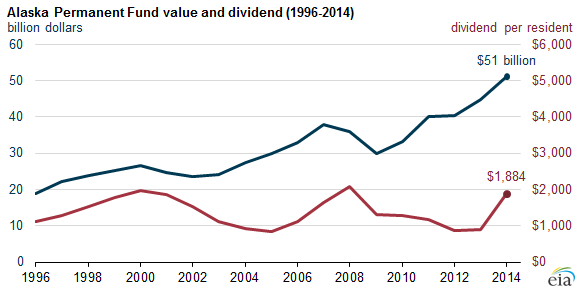 Alaska Permanent Fund value and dividend (1996-2014)
billion dollars dividend per resident
60 $6,000
$51 billion
50 $5,000
40 $4,000
30 $3,000
$1,884
20 $2,000
10 $1,000
0 $0
1996 1998 2000 2002 2004 2006 2008 2010 2012 2014
eia